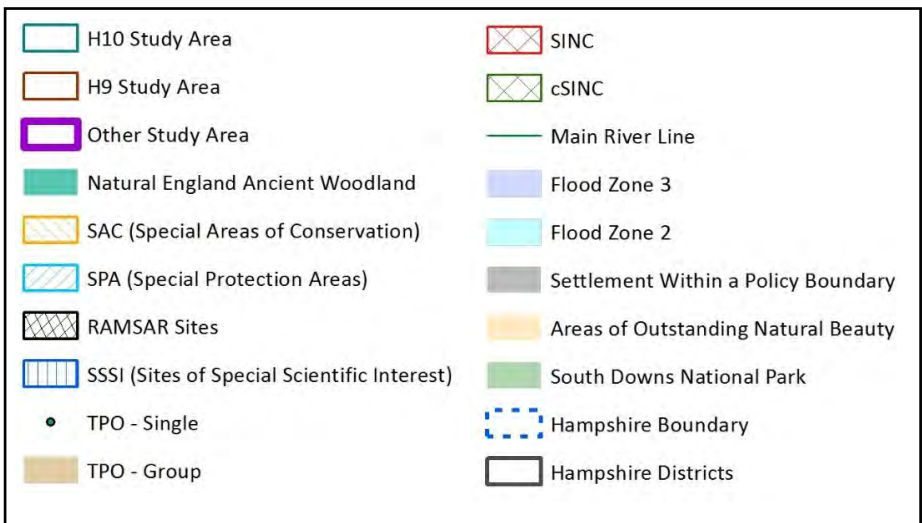 H10 Study Area
H9 Study Area
Other Study Area
Natural England Ancient Woodland
SAC (Special Areas of Conservation)
SPA (Special Protection Areas)
RAMSAR Sites
SSSI (Sites of Special Scientific Interest)
TPO - Single
TPO - Group
SINC
cSINC
Main River Line
Flood Zone 3
Flood Zone 2
Settlement Within a Policy Boundary
Areas of Outstanding Natural Beauty
South Downs National Park
Hampshire Boundary
Hampshire Districts